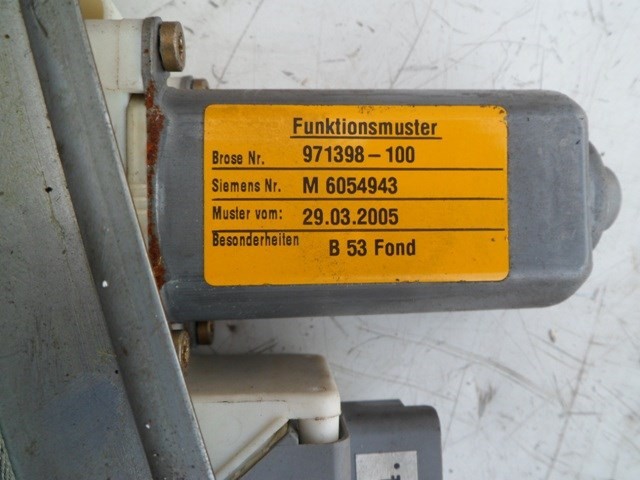 Funktionsmuster
Brose Nr. 971398-100
Siemens Nr. M 6054943
Muster vom: 29.03.2005
Besonderheiten B 53 Fond